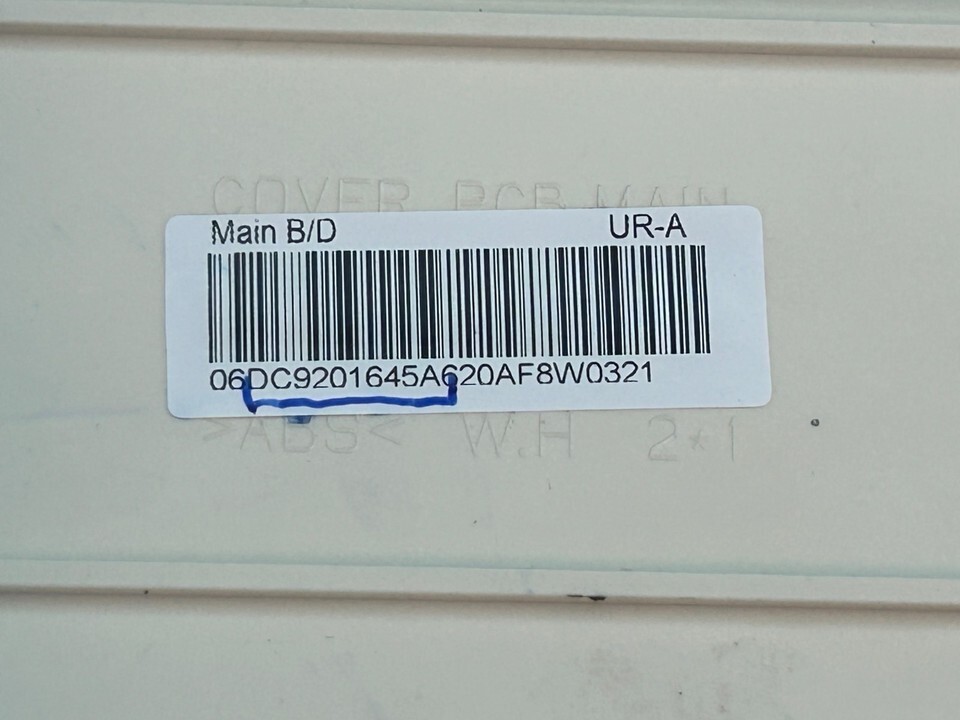 COVER PCB-MAIN
Main B/D UR-A
06DC9201645A620AF8W0321
>ABS< W.H 2*1